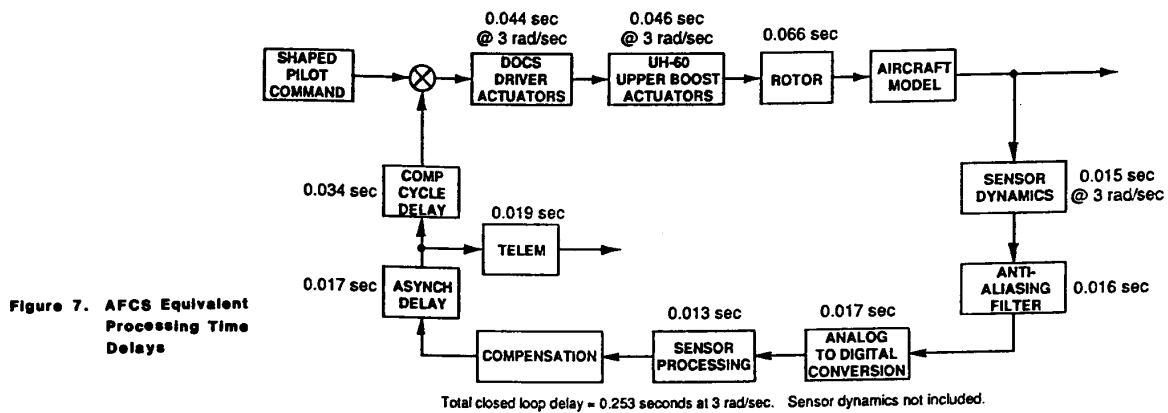 0.044 sec
@ 3 rad/sec
0.046 sec
@ 3 rad/sec
0.066 sec
SHAPED
PILOT
COMMAND
DOCS
DRIVER
ACTUATORS
UH-60
UPPER BOOST
ACTUATORS
ROTOR
AIRCRAFT
MODEL
0.034 sec
COMP
CYCLE
DELAY
SENSOR
DYNAMICS
0.015 sec
@ 3 rad/sec
0.019 sec
TELEM
0.017 sec
ASYNCH
DELAY
ANTI-
ALIASING
FILTER
0.016 sec
Figure 7. AFCS Equivalent
Processing Time
Delays
0.013 sec
0.017 sec
COMPENSATION
SENSOR
PROCESSING
ANALOG
TO DIGITAL
CONVERSION
Total closed loop delay = 0.253 seconds at 3 rad/sec. Sensor dynamics not included.